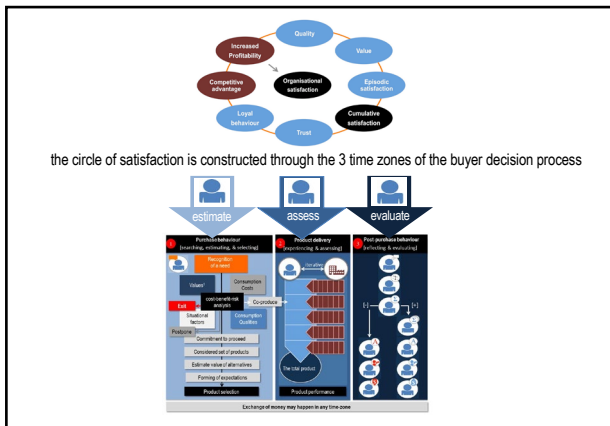 Quality
Increased
Profitability
Value
Competitive
advantage
Organisational
satisfaction
Episodic
satisfaction
Loyal
behaviour
Cumulative
satisfaction
Trust
the circle of satisfaction is constructed through the 3 time zones of the buyer decision process
estimate
assess
evaluate
Purchase behaviour
(searching, estimating, & selecting)
Recognition
of a need
Values
Consumption
Costs
cost-benefit-risk
analysis
Exit
Situational
factors
Consumption
Qualities
Postpone
Commitment to proceed
Considered set of products
Estimate value of alternatives
Forming of expectations
Product selection
Co-produce
2
Product delivery
(experiencing & assessing)
The total product
Product performance
Post purchase behaviour
(reflecting & evaluating)
[-]
[+]
Exchange of money may happen in any time-zone